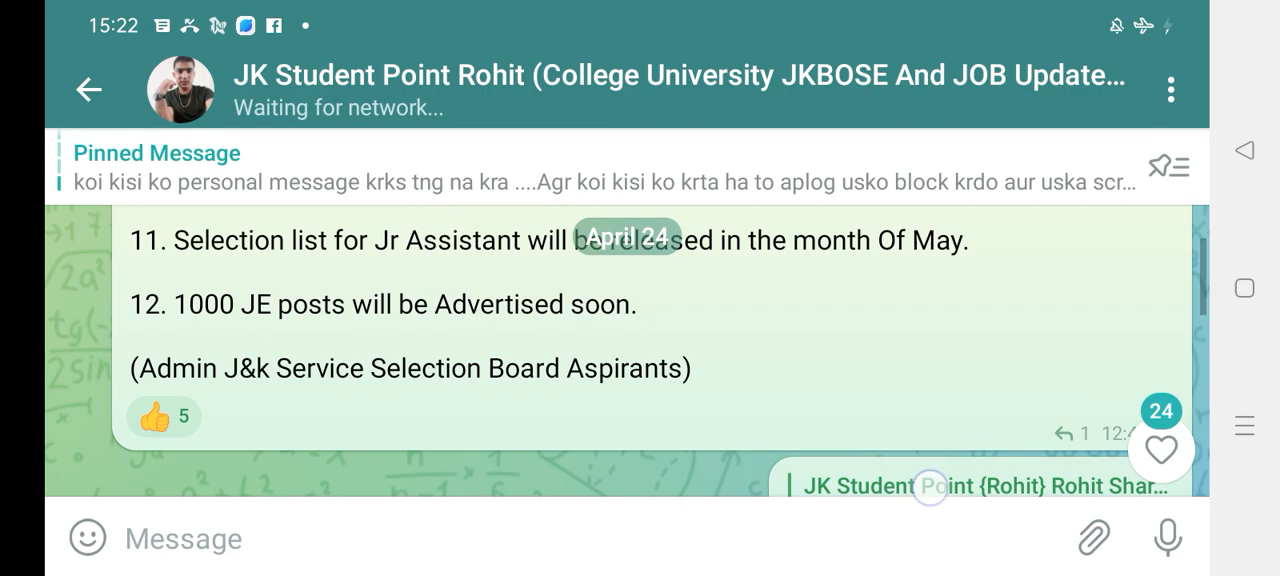 15:22
JK Student Point Rohit (College University JKBOSE And JOB Update...
Waiting for network...
Pinned Message
koi kisi ko personal message krks tng na kra ....Agr koi kisi ko krta ha to aplog usko block krdo aur uska scr...
April 24
11. Selection list for Jr Assistant will be released in the month Of May.
12. 1000 JE posts will be Advertised soon.
(Admin J&k Service Selection Board Aspirants)
5
24
1 12:4
JK Student Point {Rohit} Rohit Shar...
Message